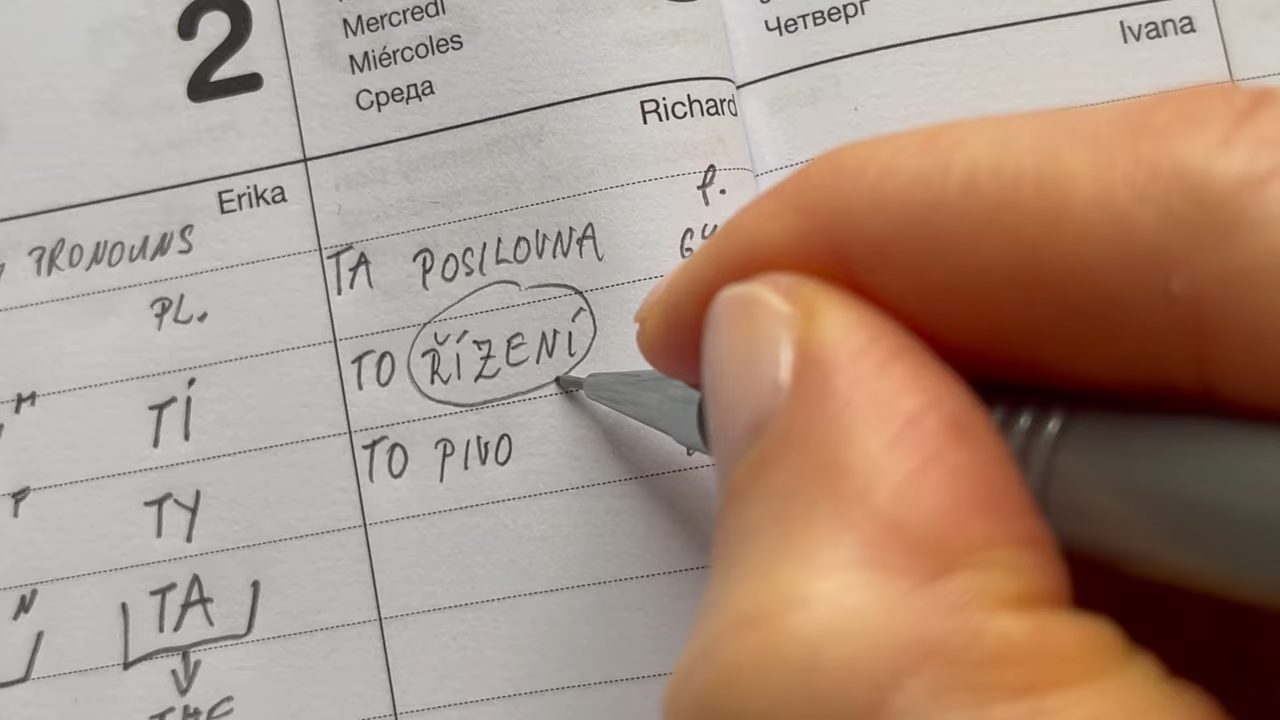 2
Mercredi
Miércoles
Среда
Четверг
Erika
Richard
Ivana
PRONOUNS
PL.
M TÍ
F TY
N TA
TA POSILOVNA
TO ŘÍZENÍ
TO PIVO